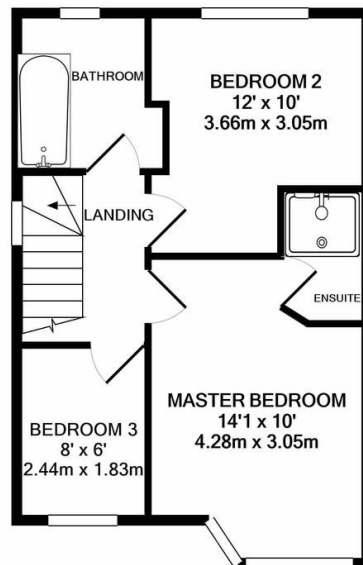 BATHROOM
BEDROOM 2
12' x 10'
3.66m x 3.05m
LANDING
ENSUITE
BEDROOM 3
8' x 6'
2.44m x 1.83m
MASTER BEDROOM
14'1 x 10'
4.28m x 3.05m